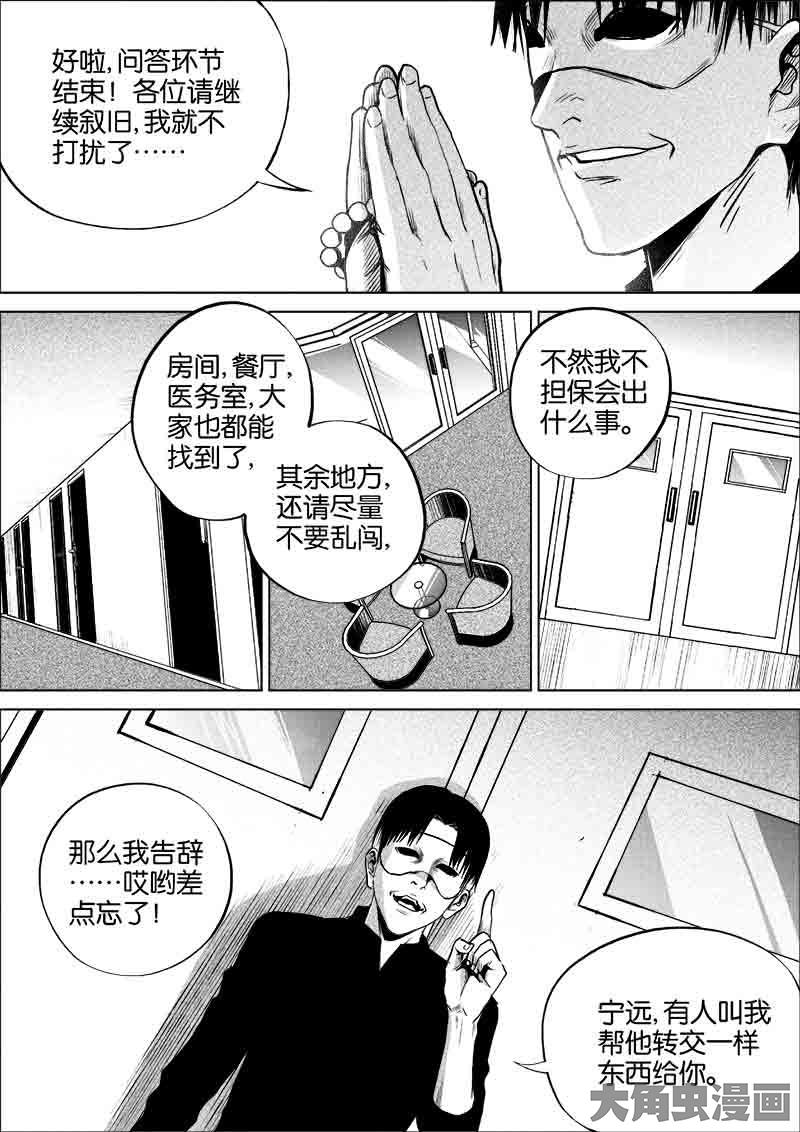 好啦,问答环节
结束！各位请继
续叙旧,我就不
打扰了……
房间,餐厅,
医务室,大
家也都能
找到了,
其余地方,
还请尽量
不要乱闯,
不然我不
担保会出
什么事。
那么我告辞
……哎哟差
点忘了！
宁远,有人叫我
帮他转交一样
东西给你。
大角虫漫画